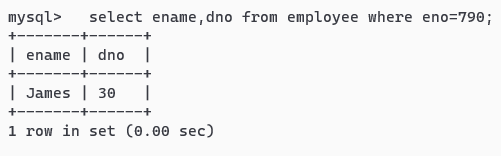 mysql>   select ename,dno from employee where eno=790;
+-------+------+
| ename | dno  |
+-------+------+
| James | 30   |
+-------+------+
1 row in set (0.00 sec)